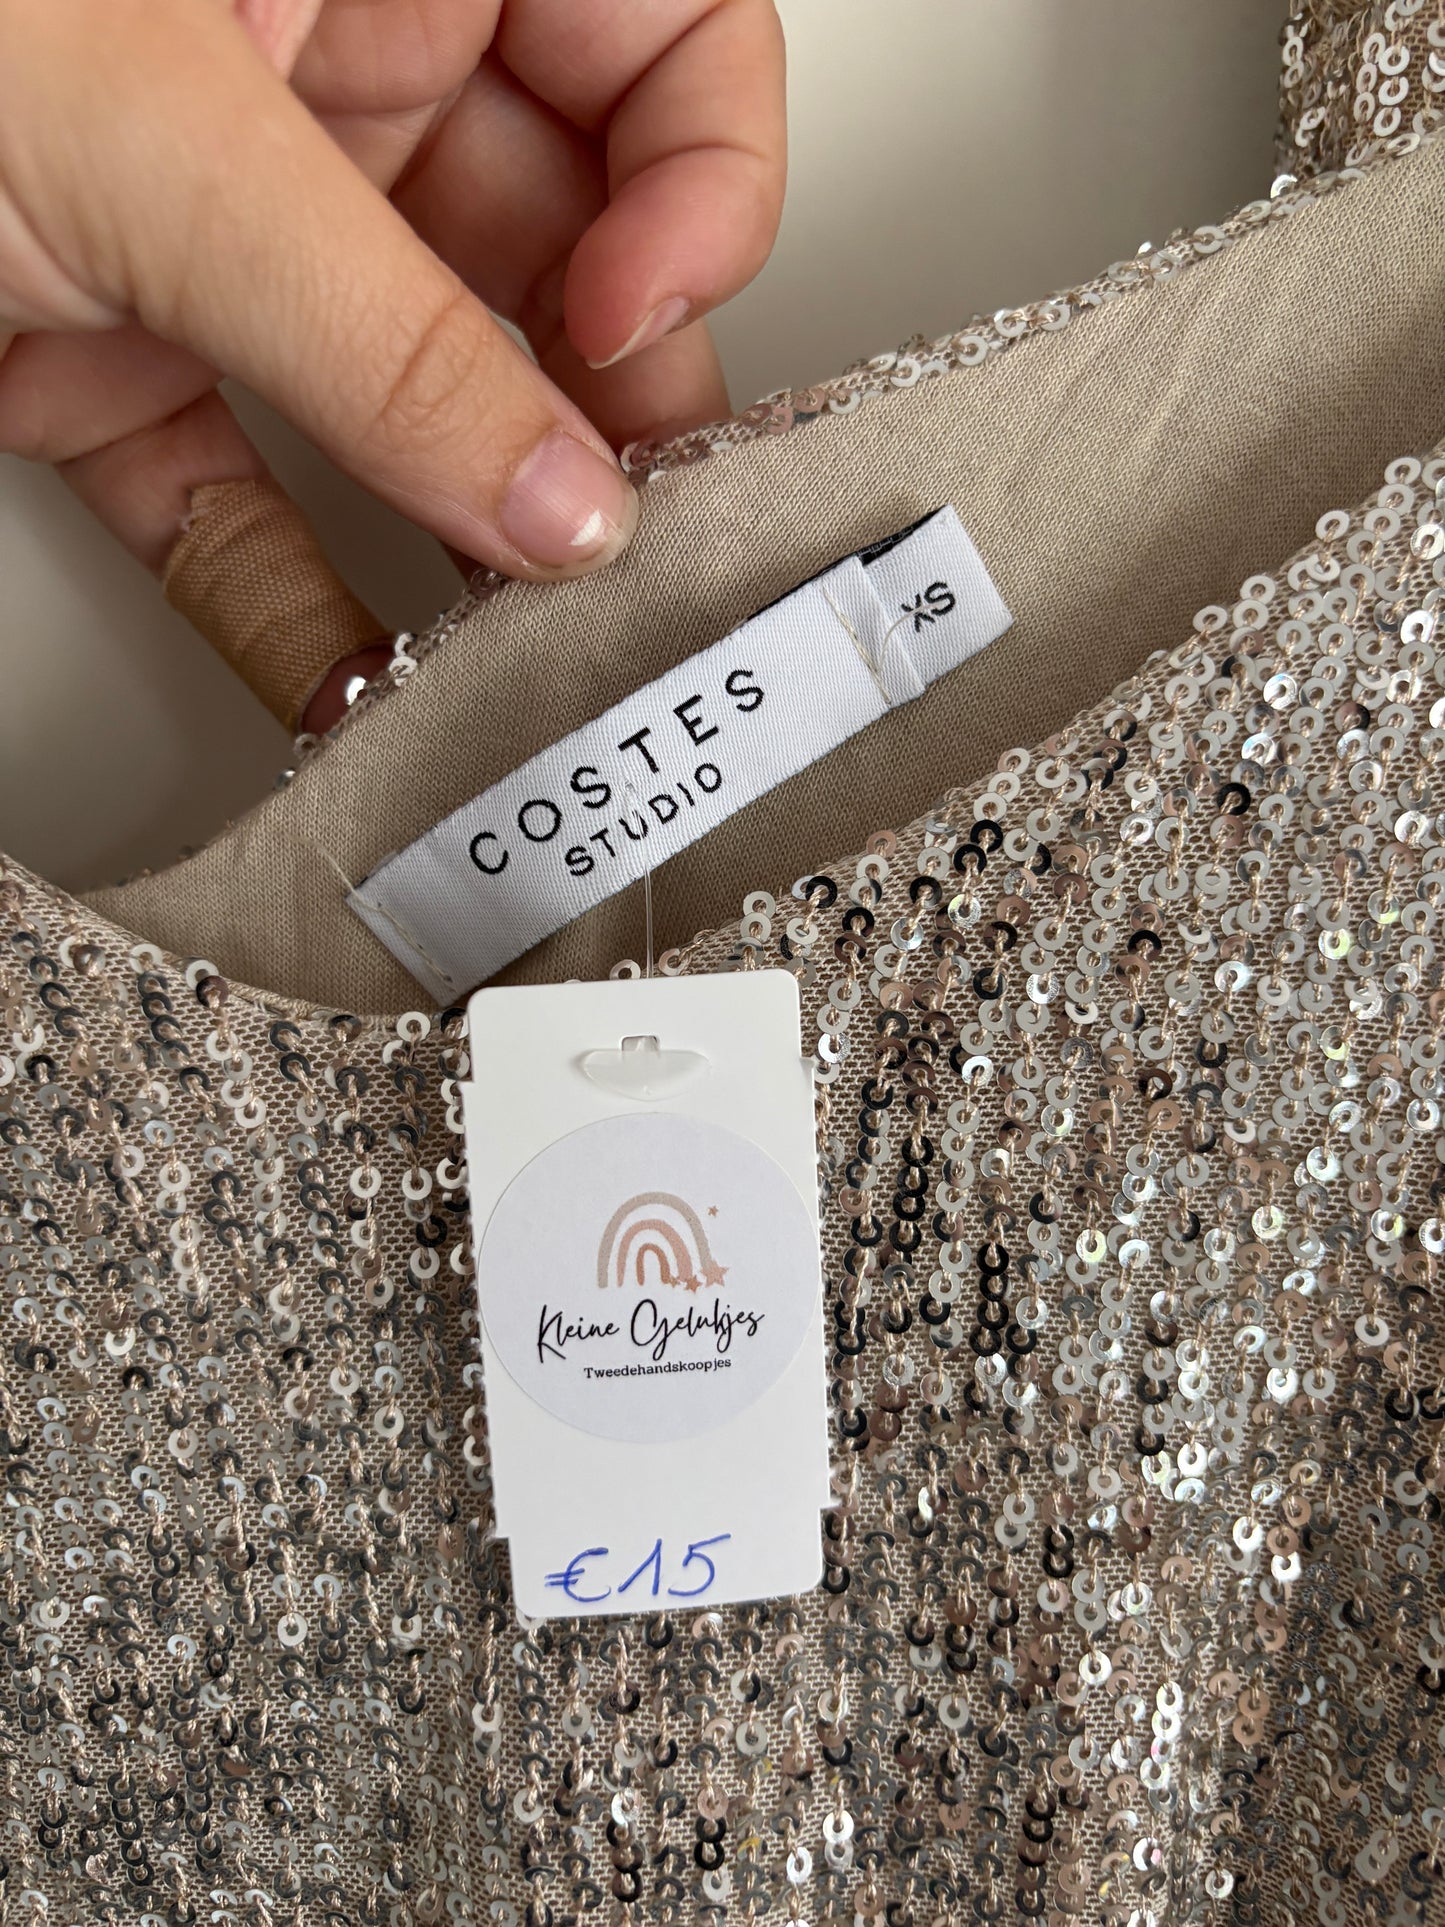 COSTES
STUDIO
XS
Kleine Gelukjes
Tweedehandskoopjes
€15